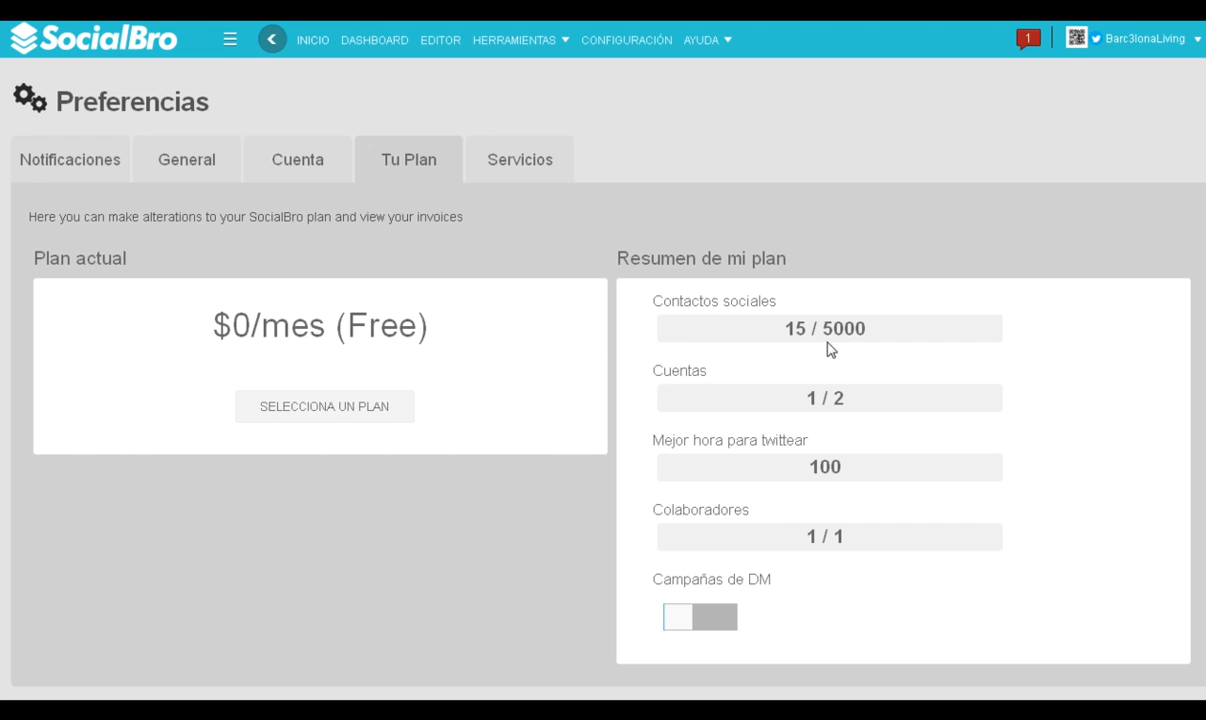 SocialBro
INICIO DASHBOARD EDITOR HERRAMIENTAS CONFIGURACIÓN AYUDA
1
Barc3lonaLiving
Preferencias
Notificaciones General Cuenta Tu Plan Servicios
Here you can make alterations to your SocialBro plan and view your invoices
Plan actual
$0/mes (Free)
SELECCIONA UN PLAN
Resumen de mi plan
Contactos sociales
15 / 5000
Cuentas
1 / 2
Mejor hora para twittear
100
Colaboradores
1 / 1
Campañas de DM